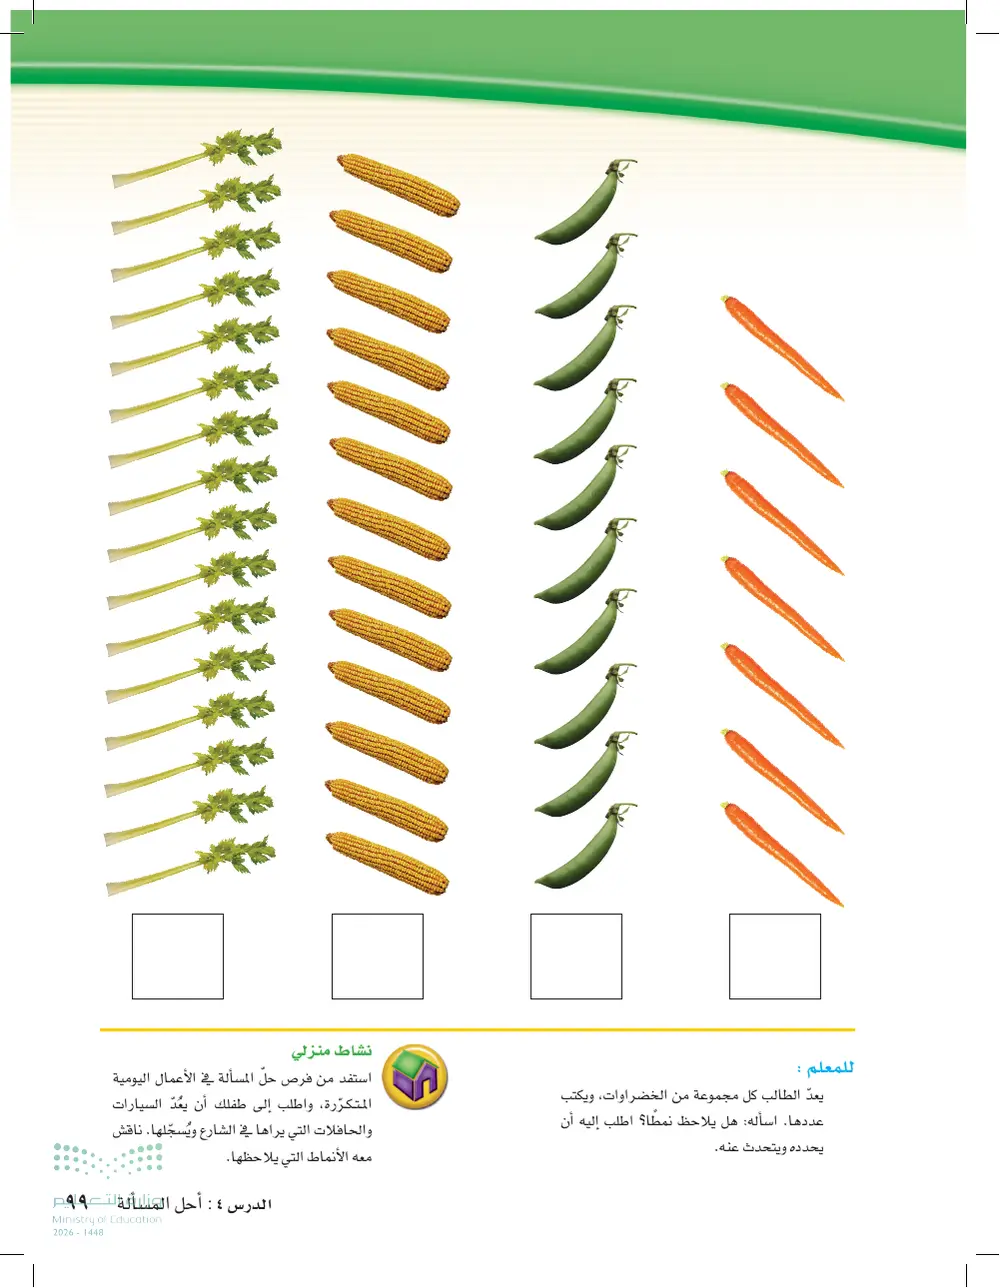 للمعلم :
يعدّ الطالب كل مجموعة من الخضراوات، ويكتب
عددها. اسأله: هل يلاحظ نمطًا؟ اطلب إليه أن
يحدده ويتحدث عنه.
نشاط منزلي
استفد من فرص حلّ المسألة في الأعمال اليومية
المتكرّرة، واطلب إلى طفلك أن يعُدّ السيارات
والحافلات التي يراها في الشارع ويُسجّلها. ناقش
معه الأنماط التي يلاحظها.
الدرس ٤ : أحل المسألة ٩٩
وزارة التعليم
Ministry of Education
2026 - 1448